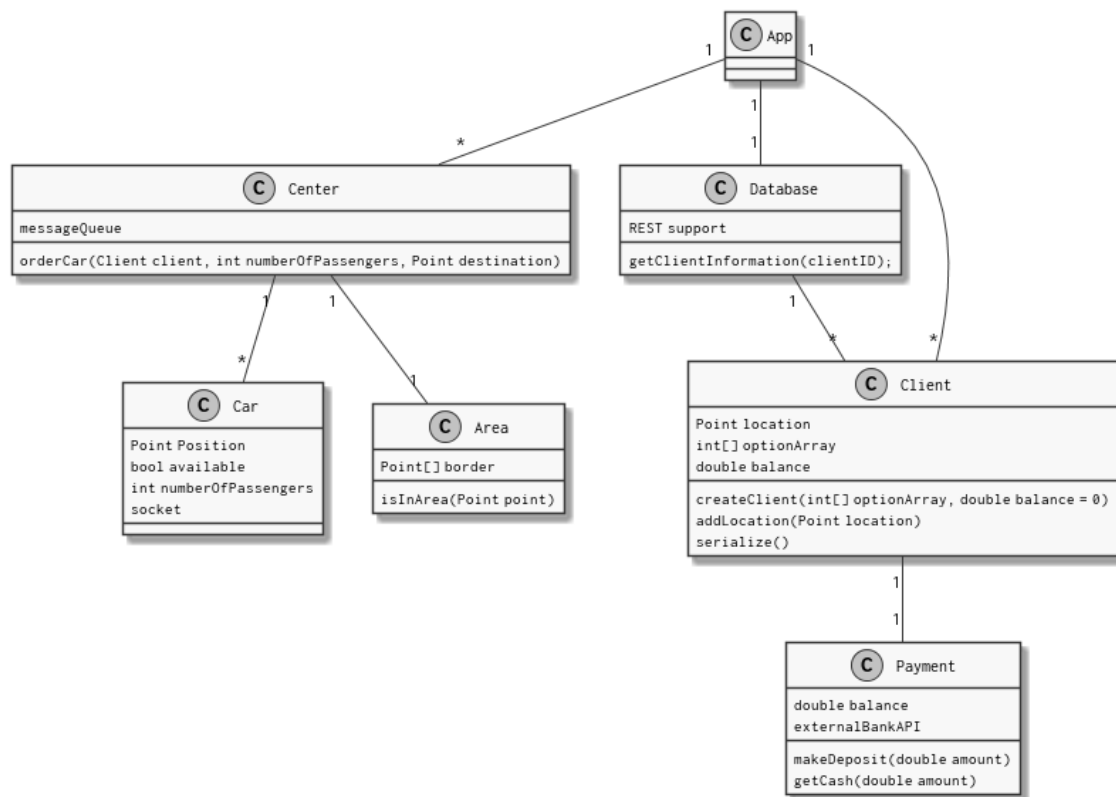 C App
1
1
1
*
1
C Center
messageQueue
orderCar(Client client, int numberOfPassengers, Point destination)
C Database
REST support
getClientInformation(clientID);
1
1
1
*
1
*
*
C Car
Point Position
bool available
int numberOfPassengers
socket
C Area
Point[] border
isInArea(Point point)
C Client
Point location
int[] optionArray
double balance
createClient(int[] optionArray, double balance = 0)
addLocation(Point location)
serialize()
1
1
C Payment
double balance
externalBankAPI
makeDeposit(double amount)
getCash(double amount)